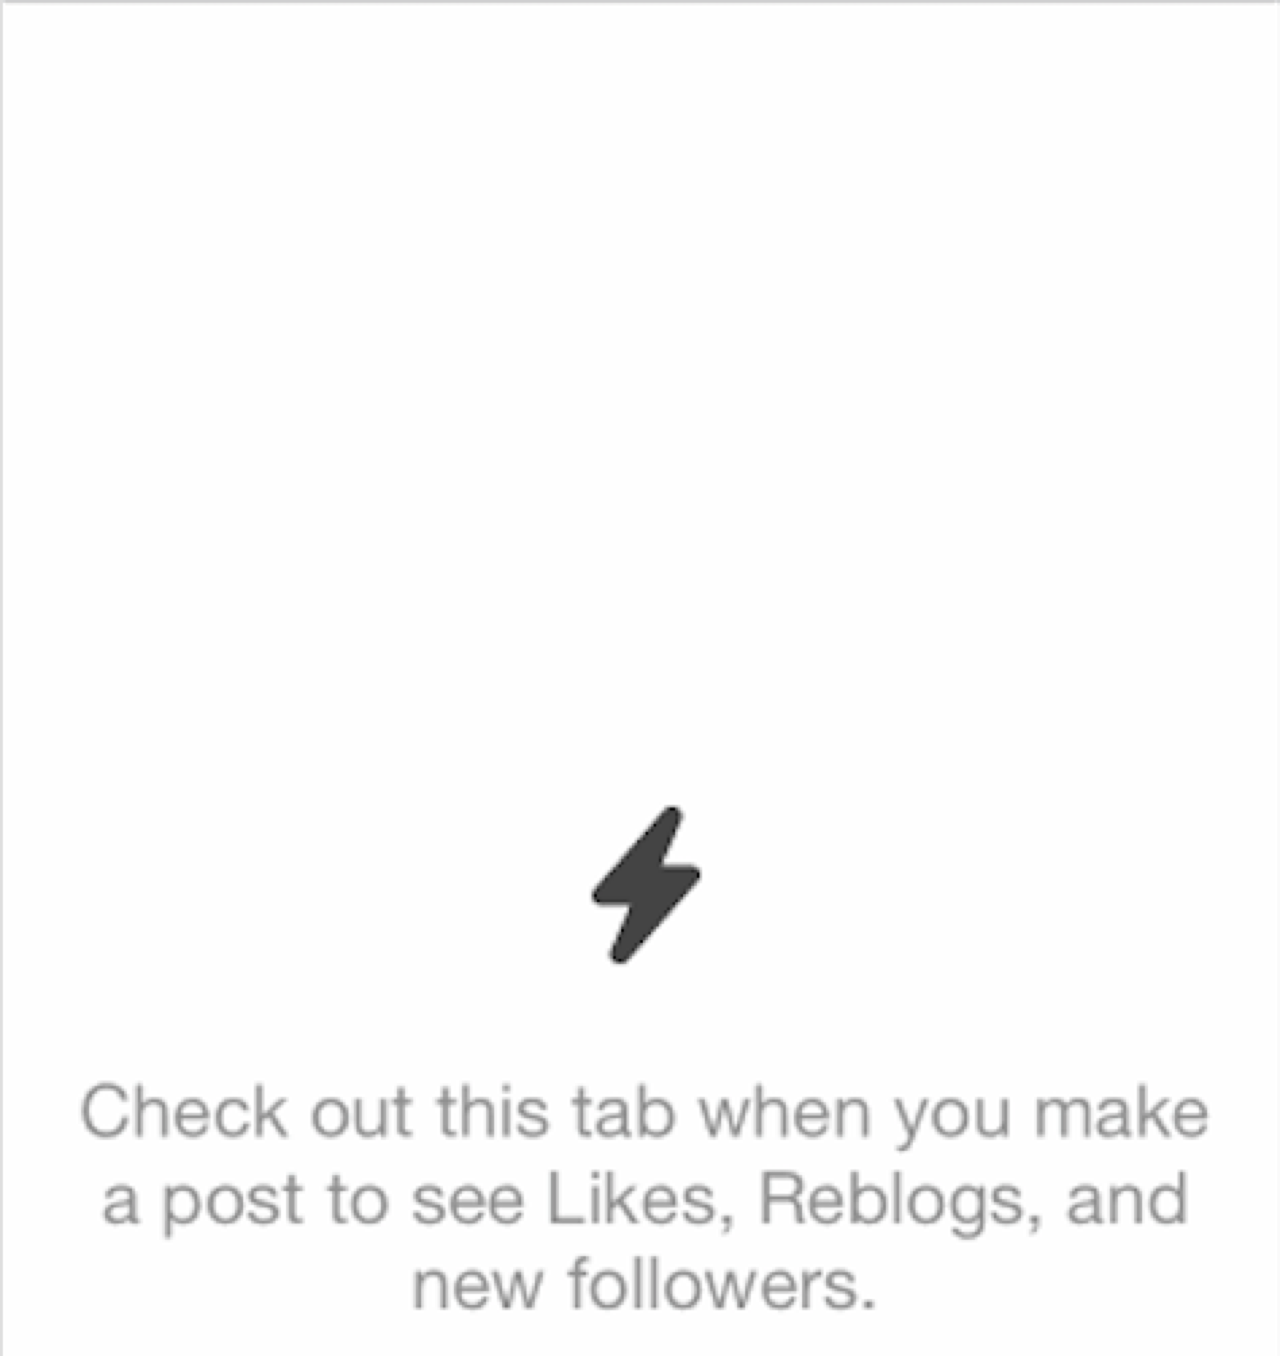 Check out this tab when you make
a post to see Likes, Reblogs, and
new followers.